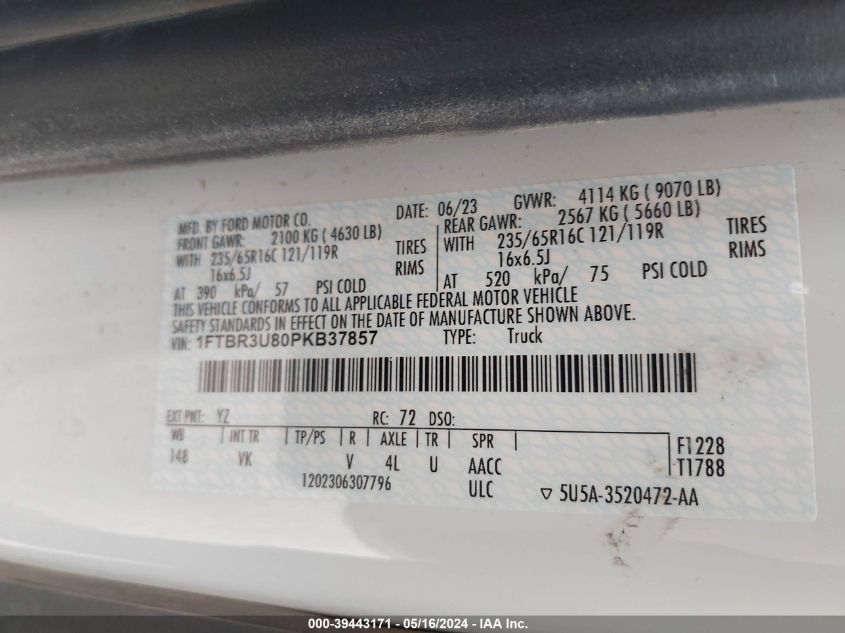 MFD. BY FORD MOTOR CO. DATE: 06/23 GVWR: 4114 KG ( 9070 LB)
FRONT GAWR: 2100 KG ( 4630 LB) REAR GAWR: 2567 KG ( 5660 LB)
WITH 235/65R16C 121/119R TIRES WITH 235/65R16C 121/119R TIRES
16x6.5J RIMS 16x6.5J RIMS
AT 390 kPa/ 57 PSI COLD AT 520 kPa/ 75 PSI COLD
THIS VEHICLE CONFORMS TO ALL APPLICABLE FEDERAL MOTOR VEHICLE
SAFETY STANDARDS IN EFFECT ON THE DATE OF MANUFACTURE SHOWN ABOVE.
VIN: 1FTBR3U80PKB37857 TYPE: Truck
EXT PNT: YZ RC: 72 DSO:
WB INT TR TP/PS R AXLE TR SPR F1228
148 VK V 4L U AACC T1788
1202306307796 ULC ▽ 5U5A-3520472-AA
000-39443171 - 05/16/2024 - IAA Inc.